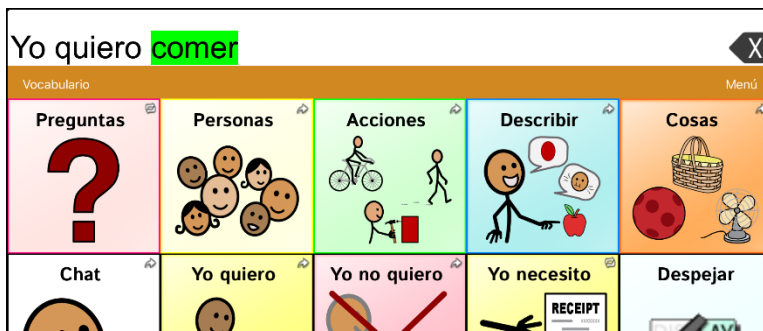 Yo quiero comer
X
Vocabulario Menú
Preguntas Personas Acciones Describir Cosas
Chat Yo quiero Yo no quiero Yo necesito Despejar
RECEIPT